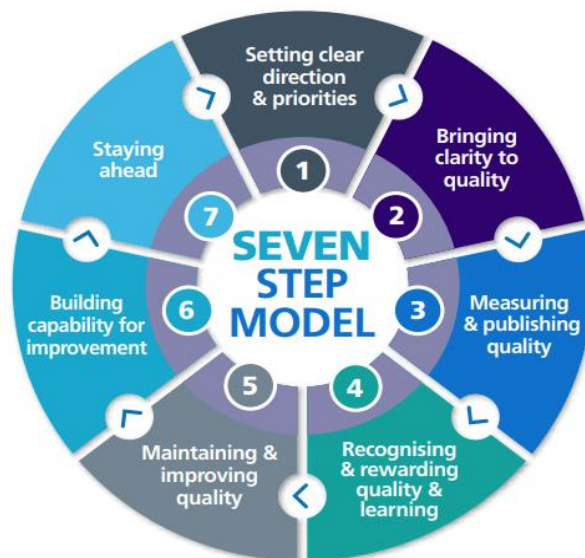 SEVEN
STEP
MODEL
1
Setting clear
direction
& priorities
2
Bringing
clarity to
quality
3
Measuring
& publishing
quality
4
Recognising
& rewarding
quality &
learning
5
Maintaining &
improving
quality
6
Building
capability for
improvement
7
Staying
ahead